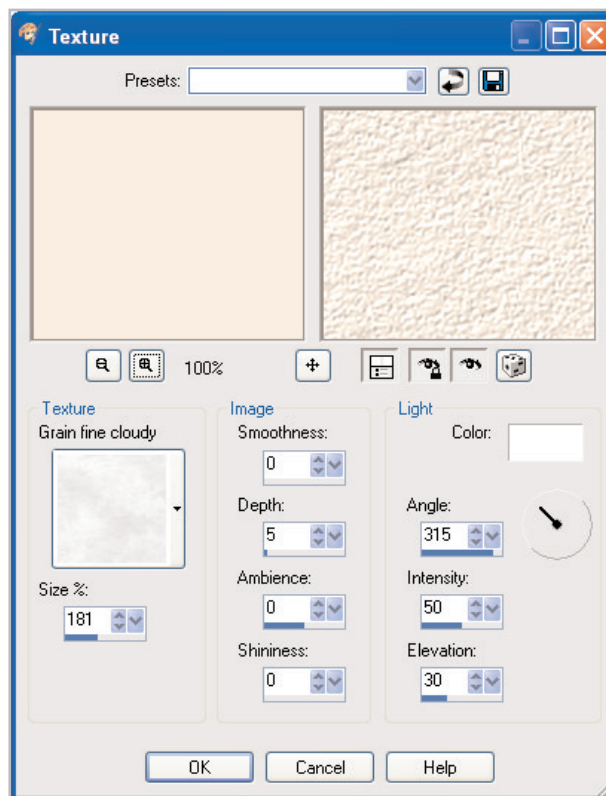 Texture
Presets:
100%
Texture
Grain fine cloudy
Size %:
181
Image
Smoothness:
0
Depth:
5
Ambience:
0
Shininess:
0
Light
Color:
Angle:
315
Intensity:
50
Elevation:
30
OK
Cancel
Help